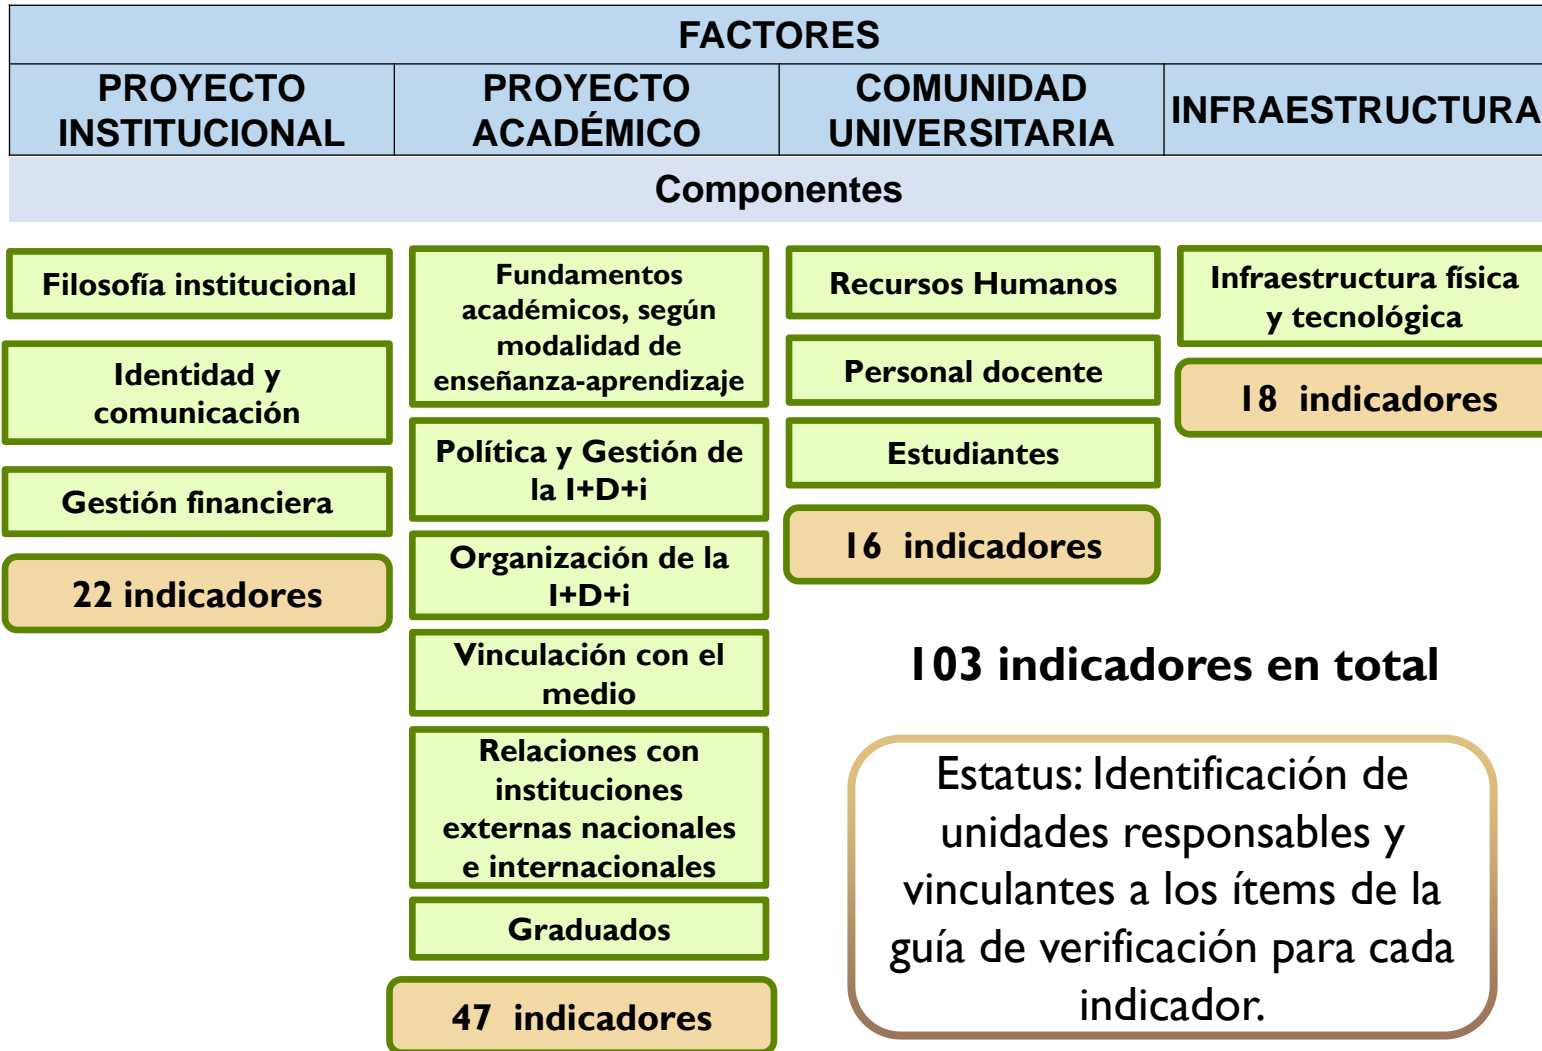 FACTORES
PROYECTO
INSTITUCIONAL
PROYECTO
ACADÉMICO
COMUNIDAD
UNIVERSITARIA
INFRAESTRUCTURA
Componentes
Filosofía institucional
Identidad y
comunicación
Gestión financiera
22 indicadores
Fundamentos
académicos, según
modalidad de
enseñanza-aprendizaje
Política y Gestión de
la I+D+i
Organización de la
I+D+i
Vinculación con el
medio
Relaciones con
instituciones
externas nacionales
e internacionales
Graduados
47 indicadores
Recursos Humanos
Personal docente
Estudiantes
16 indicadores
Infraestructura física
y tecnológica
18 indicadores
103 indicadores en total
Estatus: Identificación de
unidades responsables y
vinculantes a los ítems de la
guía de verificación para cada
indicador.